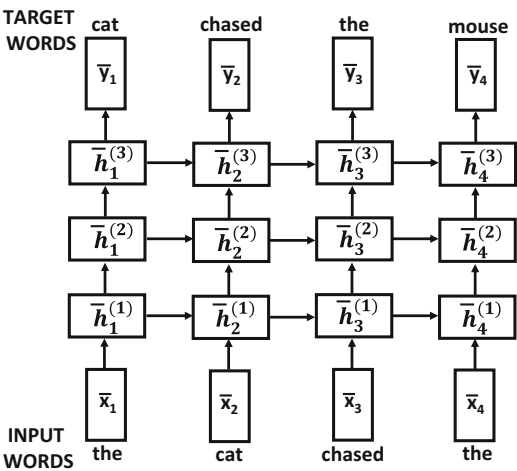 TARGET WORDS cat chased the mouse
y̅₁ y̅₂ y̅₃ y̅₄
h̅₁⁽³⁾ h̅₂⁽³⁾ h̅₃⁽³⁾ h̅₄⁽³⁾
h̅₁⁽²⁾ h̅₂⁽²⁾ h̅₃⁽²⁾ h̅₄⁽²⁾
h̅₁⁽¹⁾ h̅₂⁽¹⁾ h̅₃⁽¹⁾ h̅₄⁽¹⁾
x̅₁ x̅₂ x̅₃ x̅₄
INPUT WORDS the cat chased the